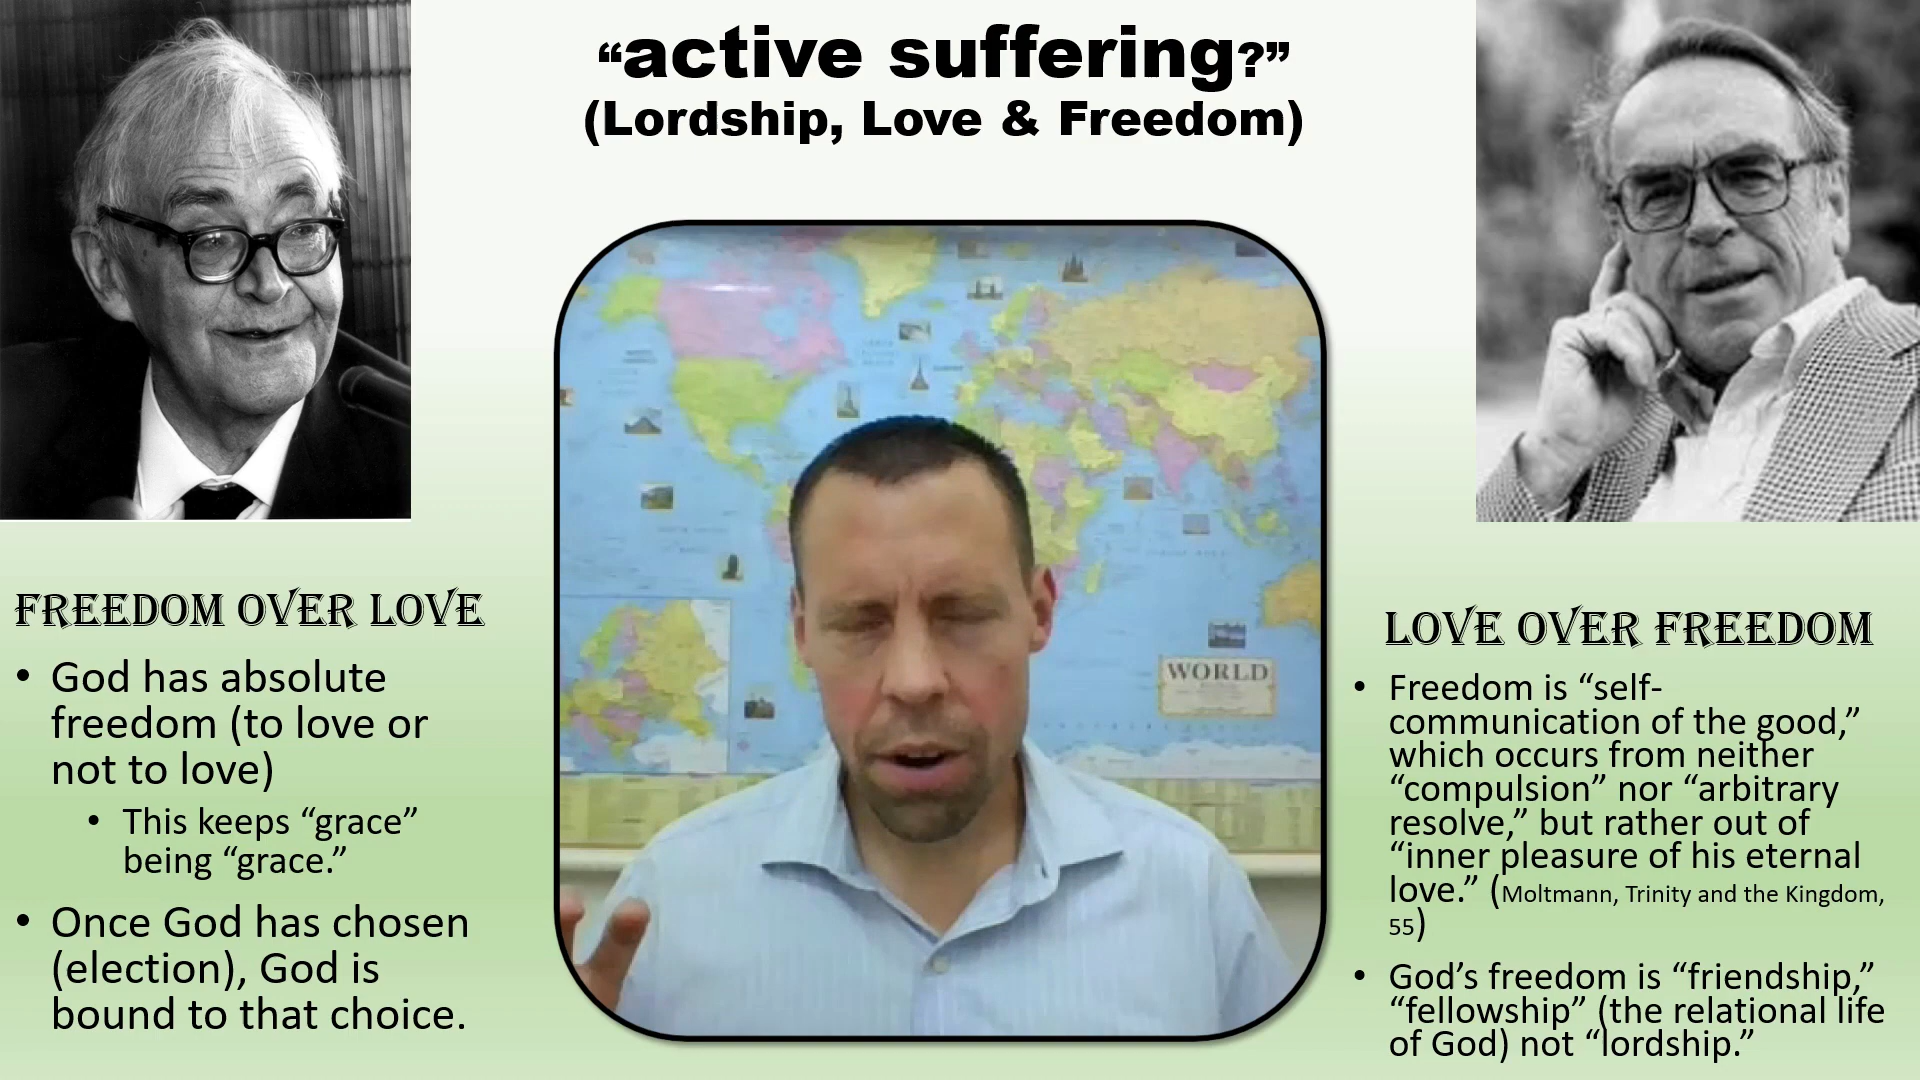 “active suffering?”
(Lordship, Love & Freedom)
FREEDOM OVER LOVE
• God has absolute
freedom (to love or
not to love)
• This keeps “grace”
being “grace.”
• Once God has chosen
(election), God is
bound to that choice.
WORLD
LOVE OVER FREEDOM
• Freedom is “self-
communication of the good,”
which occurs from neither
“compulsion” nor “arbitrary
resolve,” but rather out of
“inner pleasure of his eternal
love.” (Moltmann, Trinity and the Kingdom,
55)
• God’s freedom is “friendship,”
“fellowship” (the relational life
of God) not “lordship.”